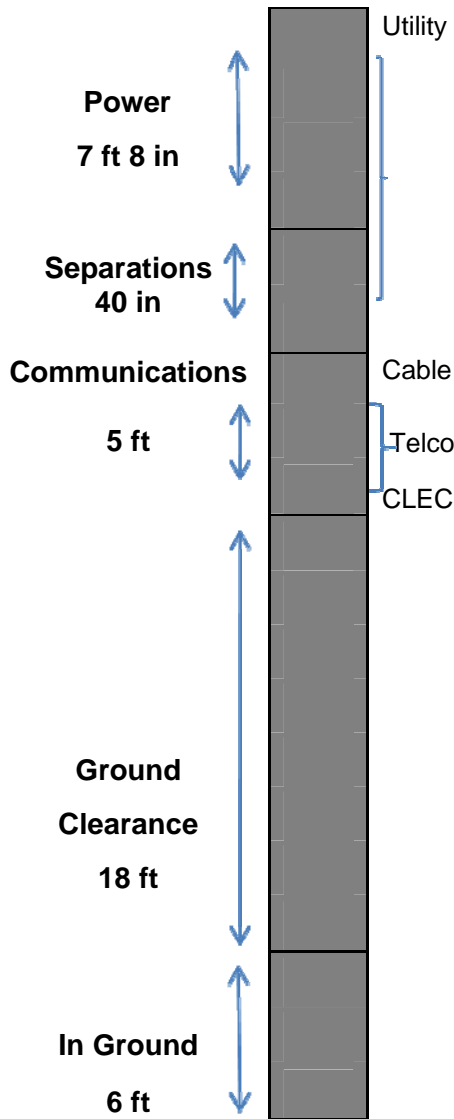 Utility
Power
7 ft 8 in
Separations
40 in
Communications
Cable
5 ft
Telco
CLEC
Ground
Clearance
18 ft
In Ground
6 ft